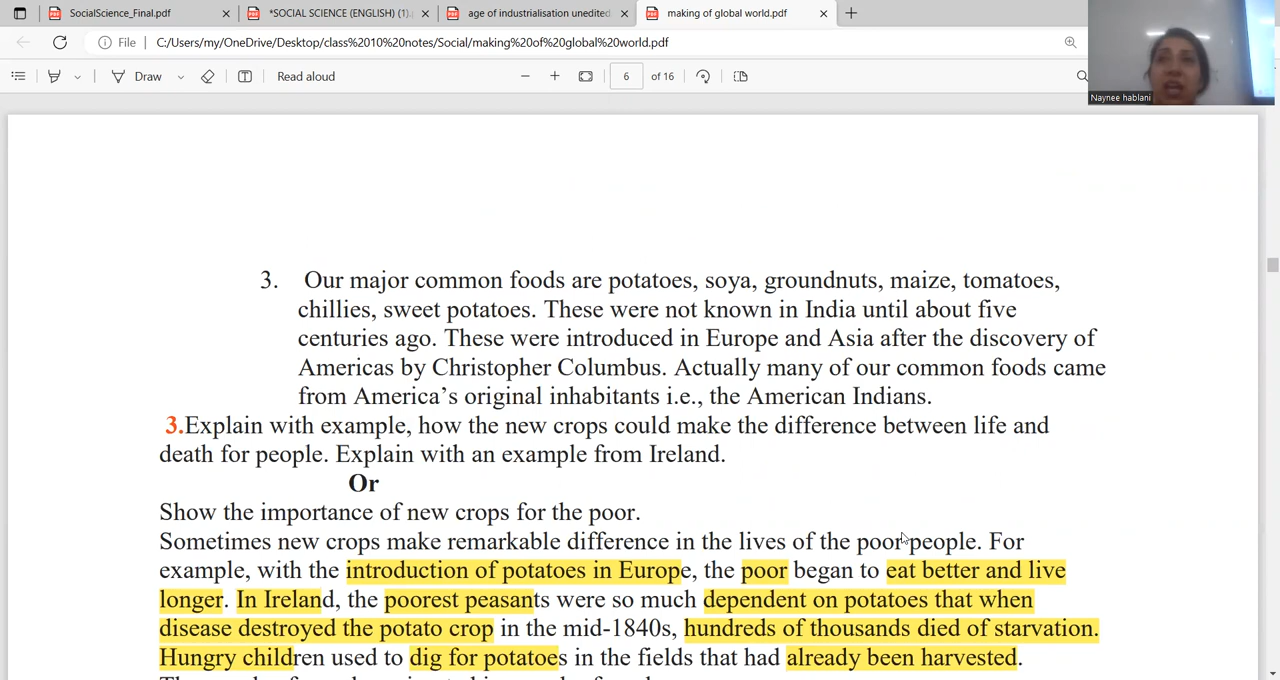 SocialScience_Final.pdf
*SOCIAL SCIENCE (ENGLISH) (1).
age of industrialisation unedited
making of global world.pdf
File
C:/Users/my/OneDrive/Desktop/class%2010%20notes/Social/making%20of%20global%20world.pdf
Draw
Read aloud
6 of 16
Naynee hablani
3. Our major common foods are potatoes, soya, groundnuts, maize, tomatoes,
chillies, sweet potatoes. These were not known in India until about five
centuries ago. These were introduced in Europe and Asia after the discovery of
Americas by Christopher Columbus. Actually many of our common foods came
from America’s original inhabitants i.e., the American Indians.
3.Explain with example, how the new crops could make the difference between life and
death for people. Explain with an example from Ireland.
Or
Show the importance of new crops for the poor.
Sometimes new crops make remarkable difference in the lives of the poor people. For
example, with the introduction of potatoes in Europe, the poor began to eat better and live
longer. In Ireland, the poorest peasants were so much dependent on potatoes that when
disease destroyed the potato crop in the mid-1840s, hundreds of thousands died of starvation.
Hungry children used to dig for potatoes in the fields that had already been harvested.